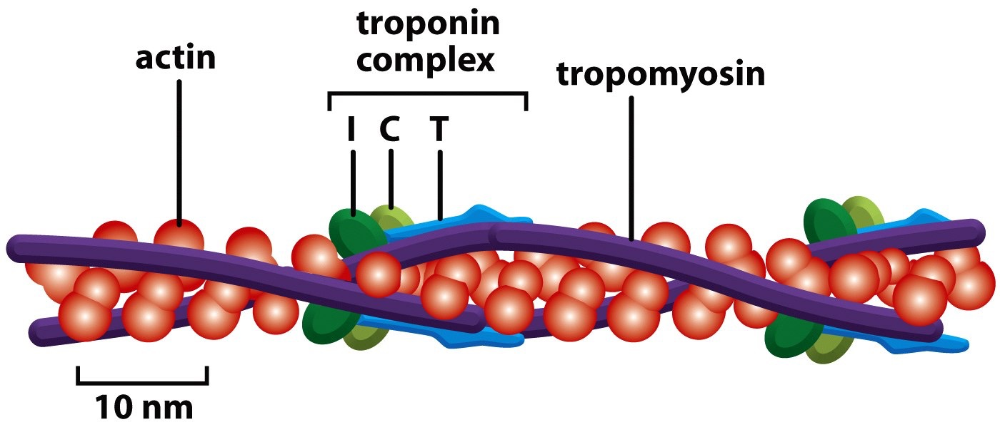 actin
troponin
complex
tropomyosin
I C T
10 nm